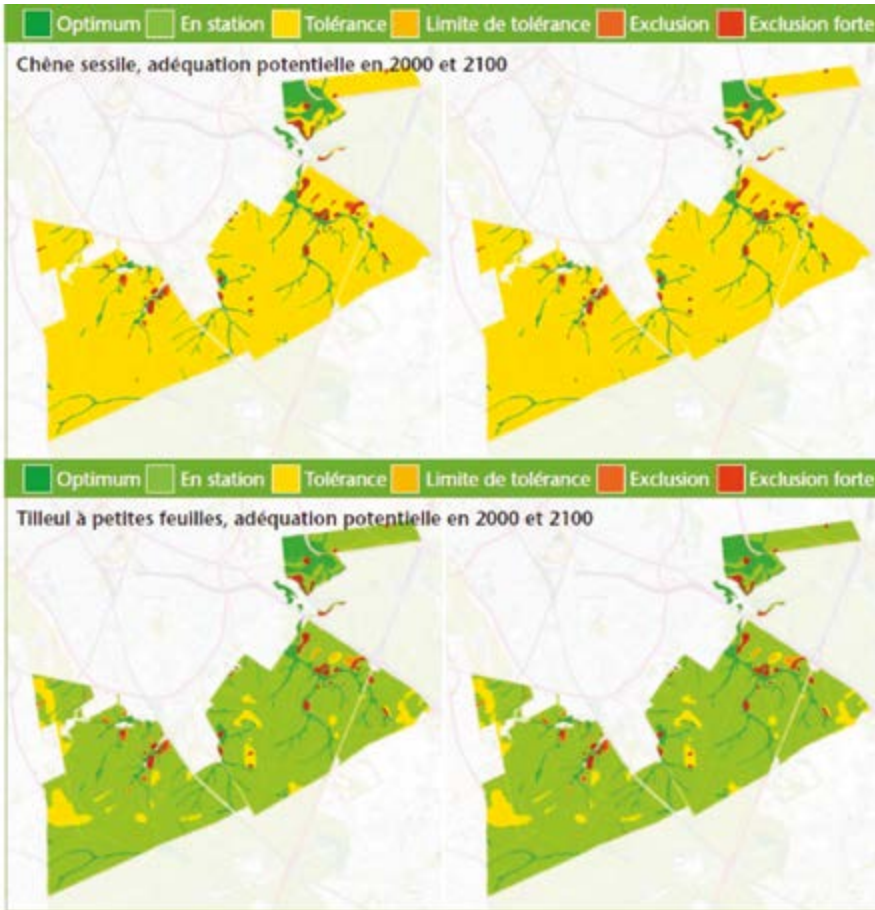 Optimum En station Tolérance Limite de tolérance Exclusion Exclusion forte
Chêne sessile, adéquation potentielle en 2000 et 2100
Optimum En station Tolérance Limite de tolérance Exclusion Exclusion forte
Tilleul à petites feuilles, adéquation potentielle en 2000 et 2100